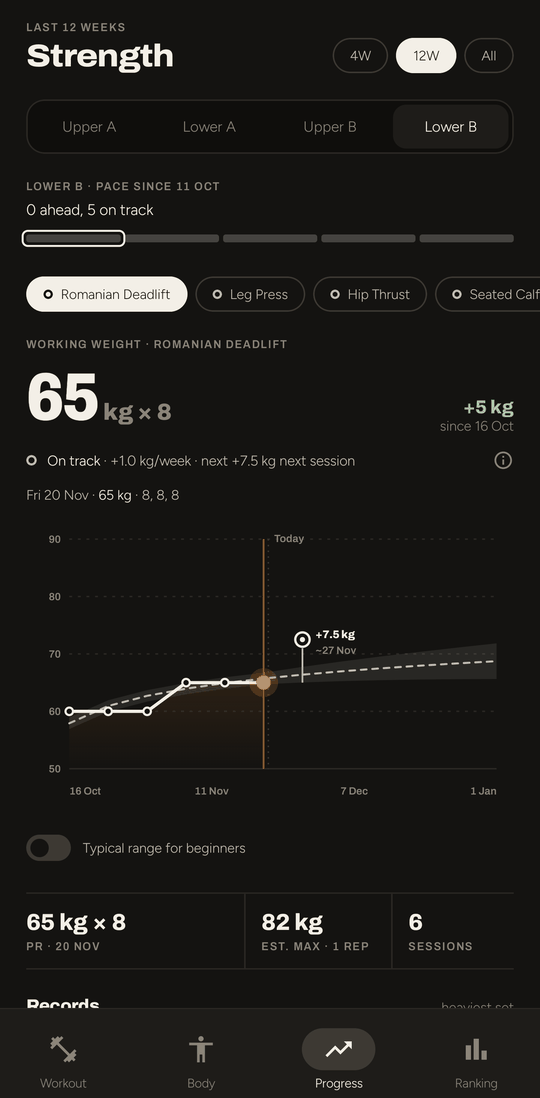 LAST 12 WEEKS
Strength
4W 12W All
Upper A Lower A Upper B Lower B
LOWER B · PACE SINCE 11 OCT
0 ahead, 5 on track
Romanian Deadlift Leg Press Hip Thrust Seated Calf
WORKING WEIGHT · ROMANIAN DEADLIFT
65 kg × 8
+5 kg
since 16 Oct
On track · +1.0 kg/week · next +7.5 kg next session
Fri 20 Nov · 65 kg · 8, 8, 8
90
Today
80
70
+7.5 kg
~27 Nov
60
50
16 Oct 11 Nov 7 Dec 1 Jan
Typical range for beginners
65 kg × 8 82 kg 6
PR · 20 NOV EST. MAX · 1 REP SESSIONS
Records heaviest set
Workout Body Progress Ranking